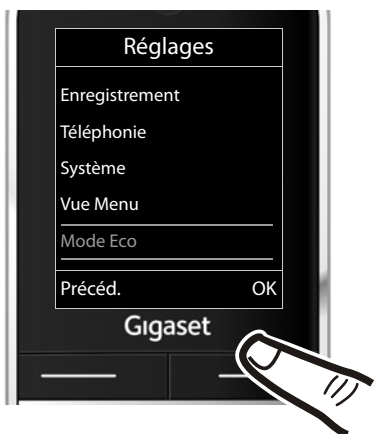 Réglages
Enregistrement
Téléphonie
Système
Vue Menu
Mode Eco
Précéd. OK
Gigaset